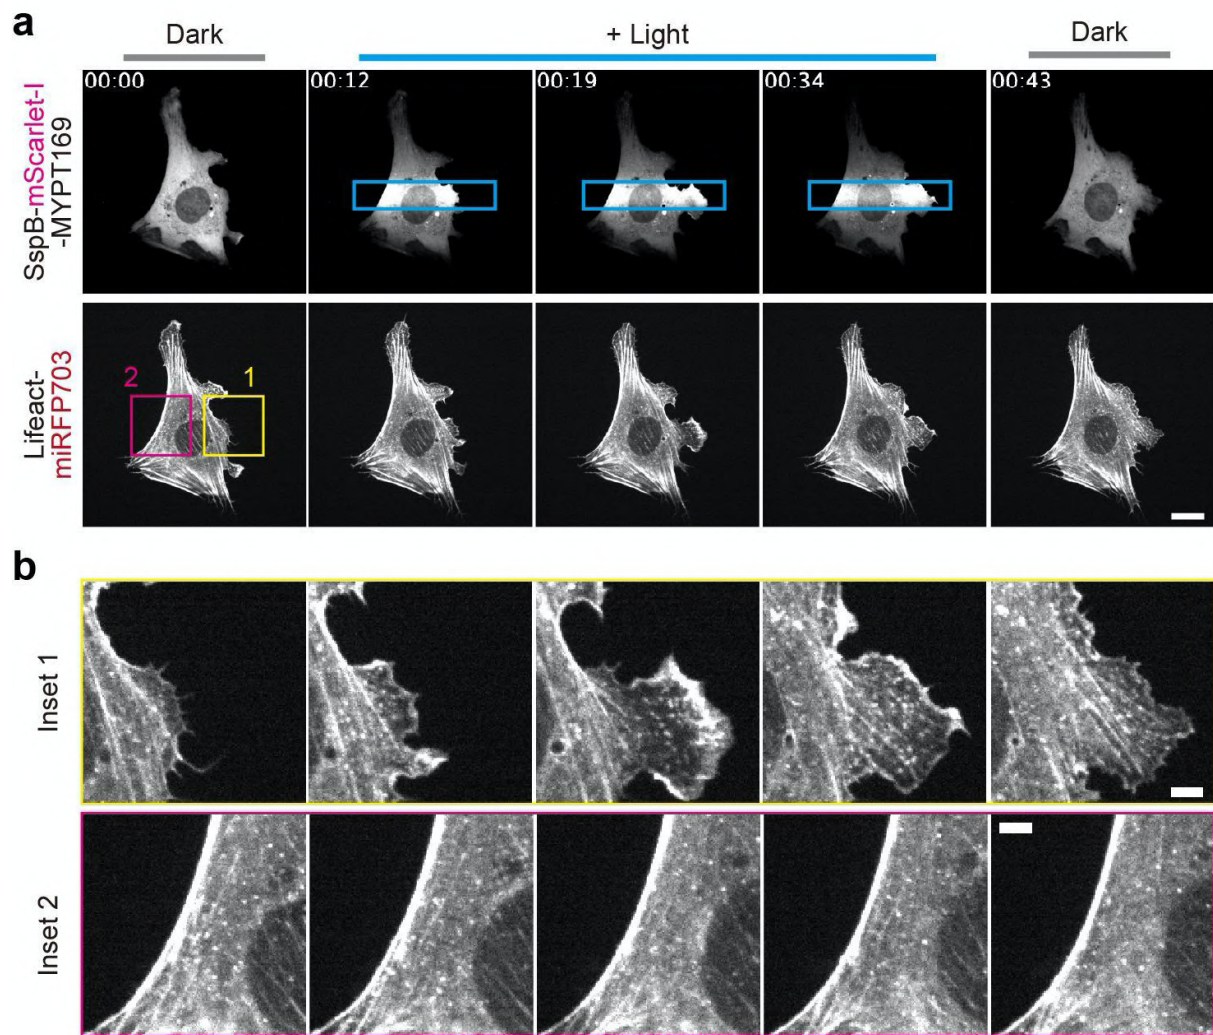 a
Dark
+ Light
Dark
SspB-mScarlet-I
-MYPT169
00:00
00:12
00:19
00:34
00:43
Lifeact-
miRFP703
2
1
b
Inset 1
Inset 2